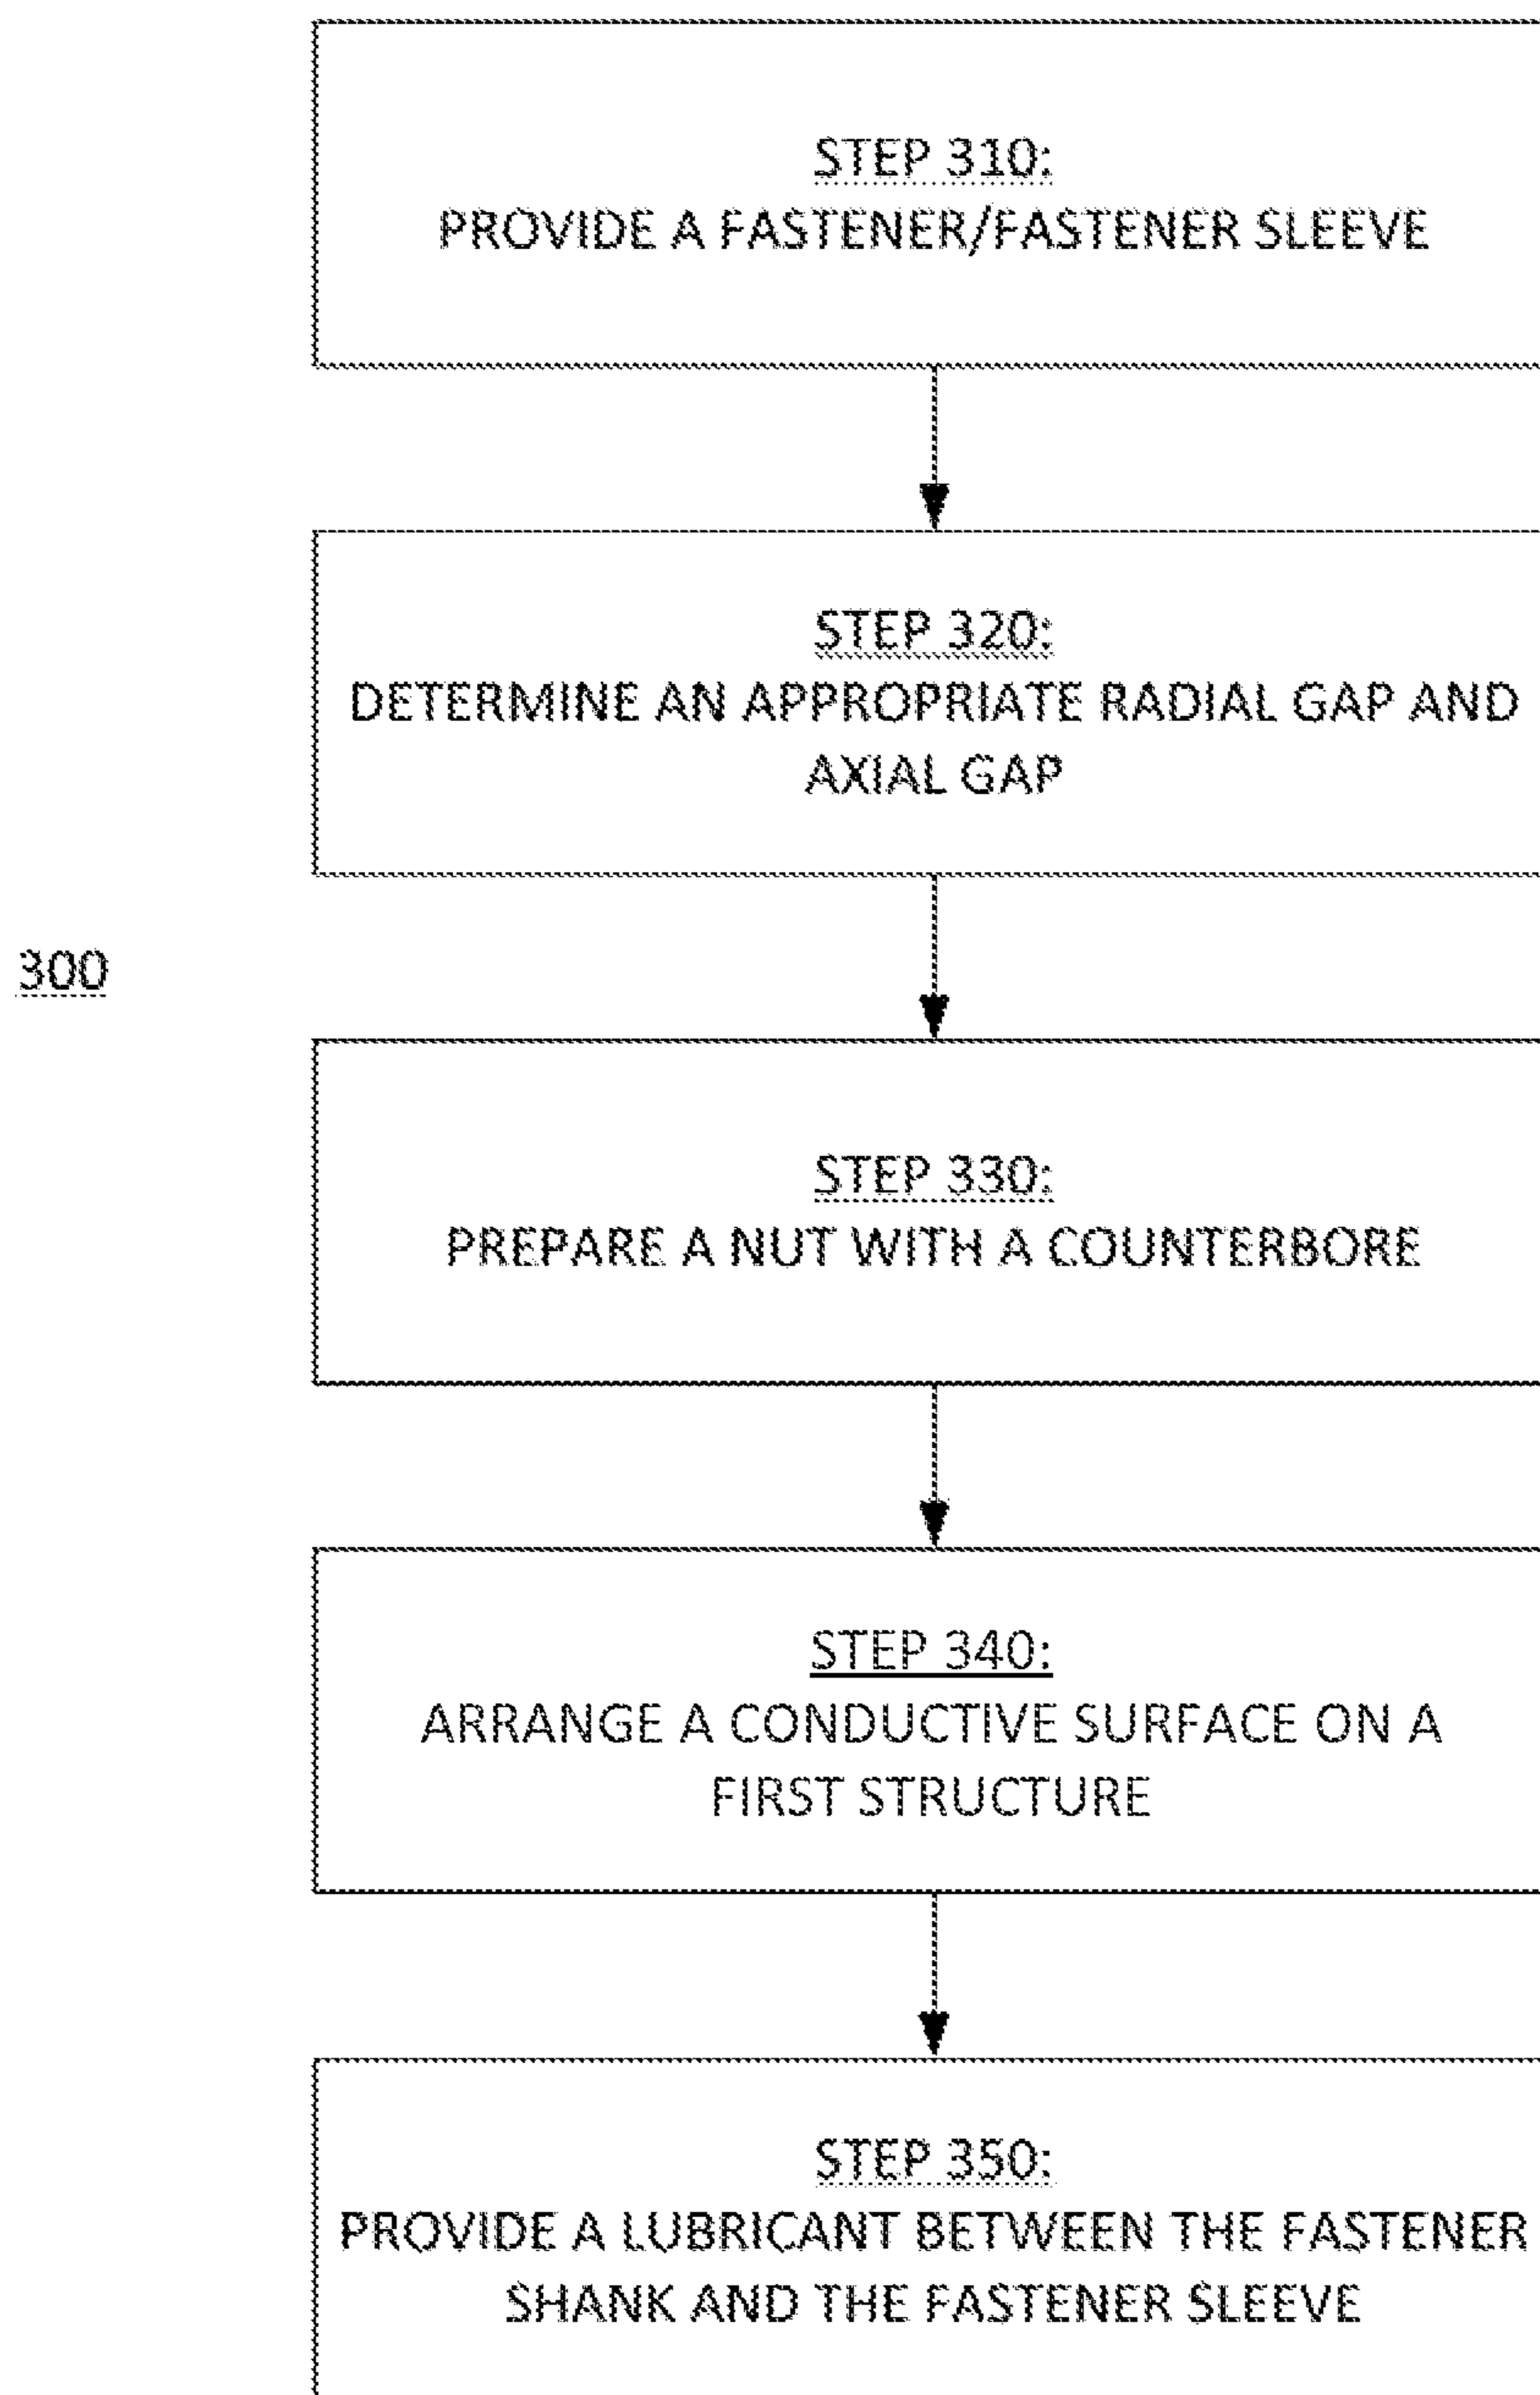 STEP 310:
PROVIDE A FASTENER/FASTENER SLEEVE
STEP 320:
DETERMINE AN APPROPRIATE RADIAL GAP AND
AXIAL GAP
300
STEP 330:
PREPARE A NUT WITH A COUNTERBORE
STEP 340:
ARRANGE A CONDUCTIVE SURFACE ON A
FIRST STRUCTURE
STEP 350:
PROVIDE A LUBRICANT BETWEEN THE FASTENER
SHANK AND THE FASTENER SLEEVE